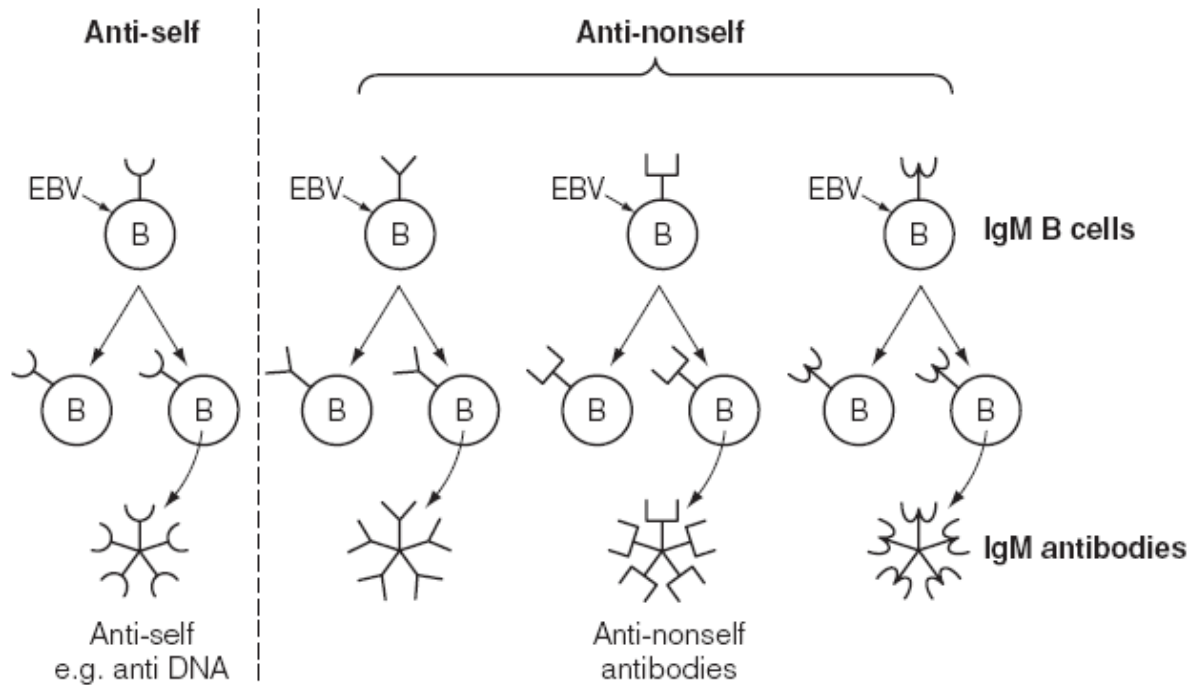 Anti-self
Anti-nonself
EBV
EBV
EBV
EBV
B
B
B
B
IgM B cells
B
B
B
B
B
B
B
B
IgM antibodies
Anti-self
e.g. anti DNA
Anti-nonself
antibodies